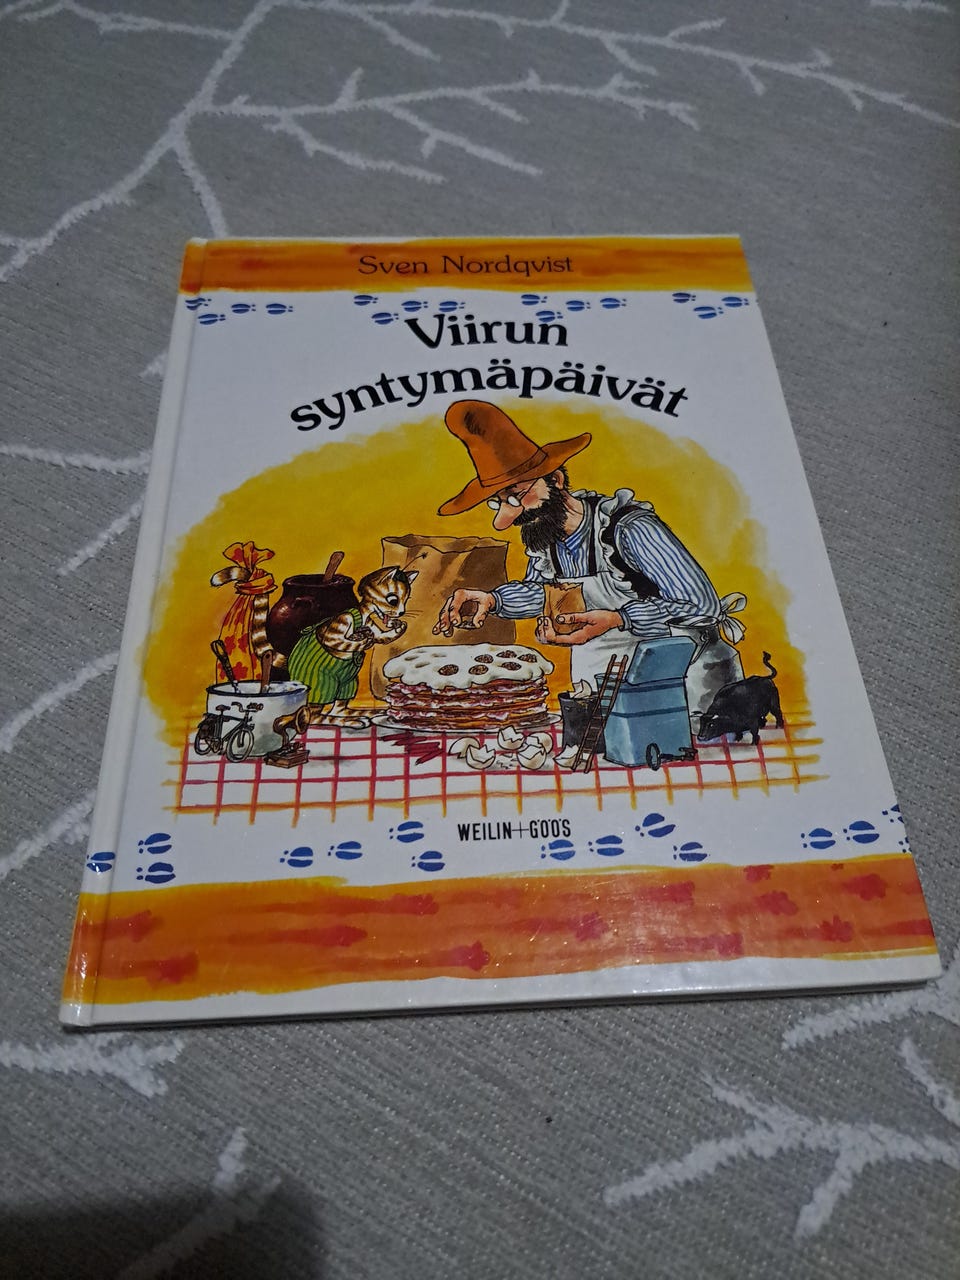 Sven Nordqvist
Viirun
syntymäpäivät
WEILIN+GÖÖS